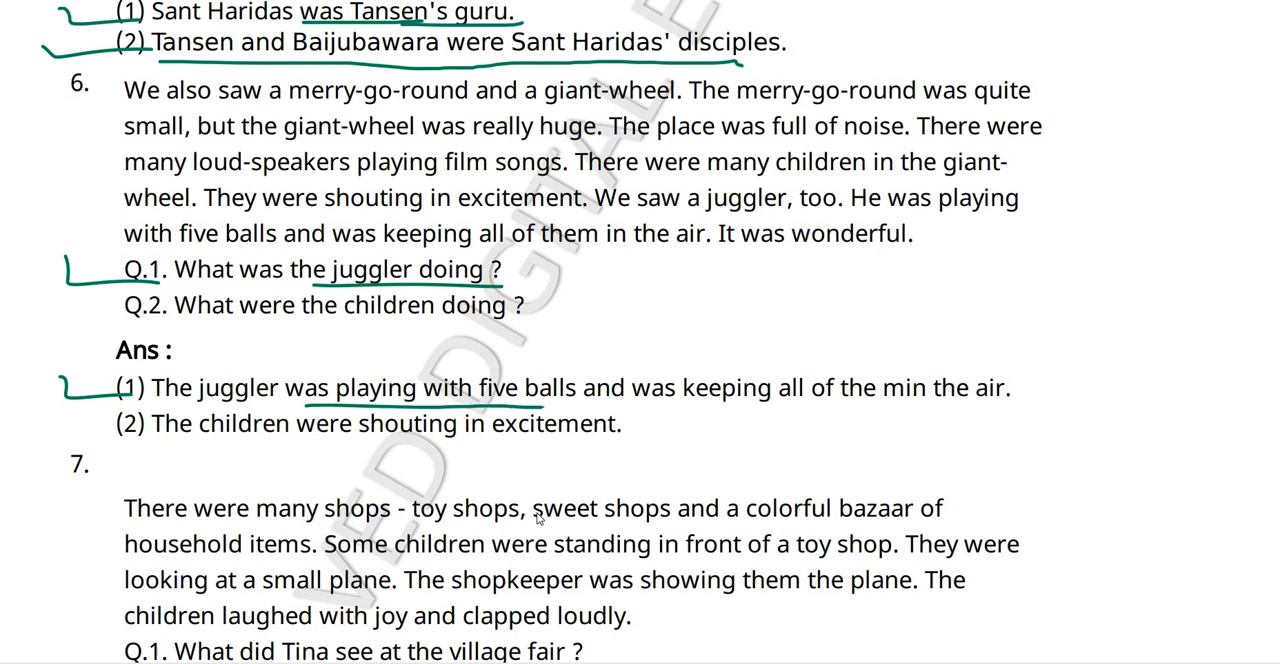 (1) Sant Haridas was Tansen's guru.
(2) Tansen and Baijubawara were Sant Haridas' disciples.
6.
We also saw a merry-go-round and a giant-wheel. The merry-go-round was quite
small, but the giant-wheel was really huge. The place was full of noise. There were
many loud-speakers playing film songs. There were many children in the giant-
wheel. They were shouting in excitement. We saw a juggler, too. He was playing
with five balls and was keeping all of them in the air. It was wonderful.
Q.1. What was the juggler doing ?
Q.2. What were the children doing ?
Ans :
(1) The juggler was playing with five balls and was keeping all of the min the air.
(2) The children were shouting in excitement.
7.
There were many shops - toy shops, sweet shops and a colorful bazaar of
household items. Some children were standing in front of a toy shop. They were
looking at a small plane. The shopkeeper was showing them the plane. The
children laughed with joy and clapped loudly.
Q.1. What did Tina see at the village fair ?
VED DIGITAL E